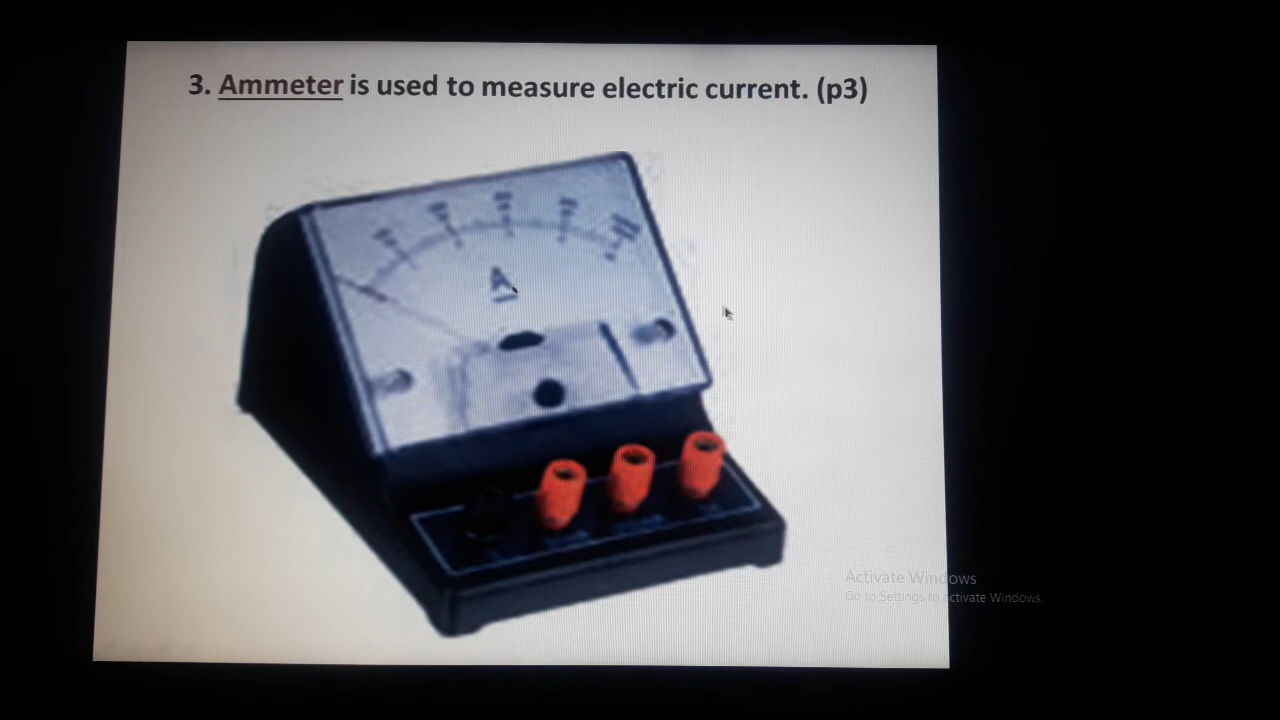 3. Ammeter is used to measure electric current. (p3)
A
Activate Windows
Go to Settings to activate Windows.